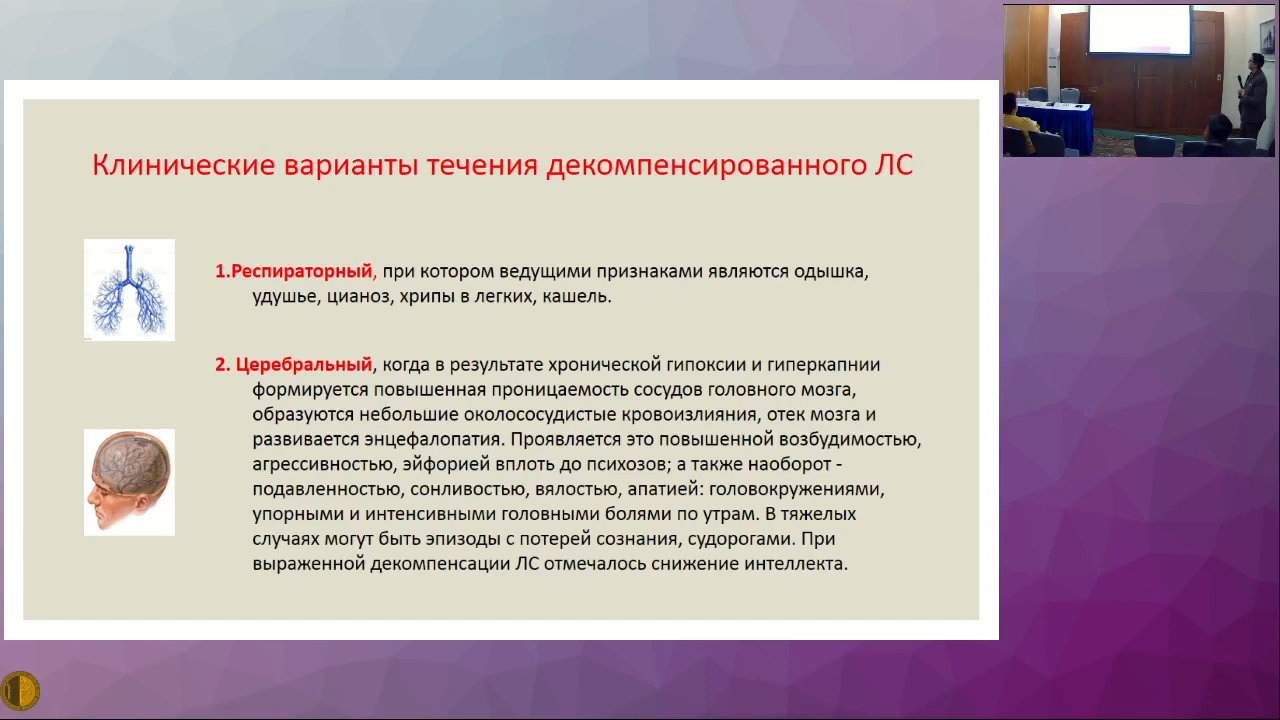 Клинические варианты течения декомпенсированного ЛС
1.Респираторный, при котором ведущими признаками являются одышка,
удушье, цианоз, хрипы в легких, кашель.
2. Церебральный, когда в результате хронической гипоксии и гиперкапнии
формируется повышенная проницаемость сосудов головного мозга,
образуются небольшие околососудистые кровоизлияния, отек мозга и
развивается энцефалопатия. Проявляется это повышенной возбудимостью,
агрессивностью, эйфорией вплоть до психозов; а также наоборот -
подавленностью, сонливостью, вялостью, апатией: головокружениями,
упорными и интенсивными головными болями по утрам. В тяжелых
случаях могут быть эпизоды с потерей сознания, судорогами. При
выраженной декомпенсации ЛС отмечалось снижение интеллекта.